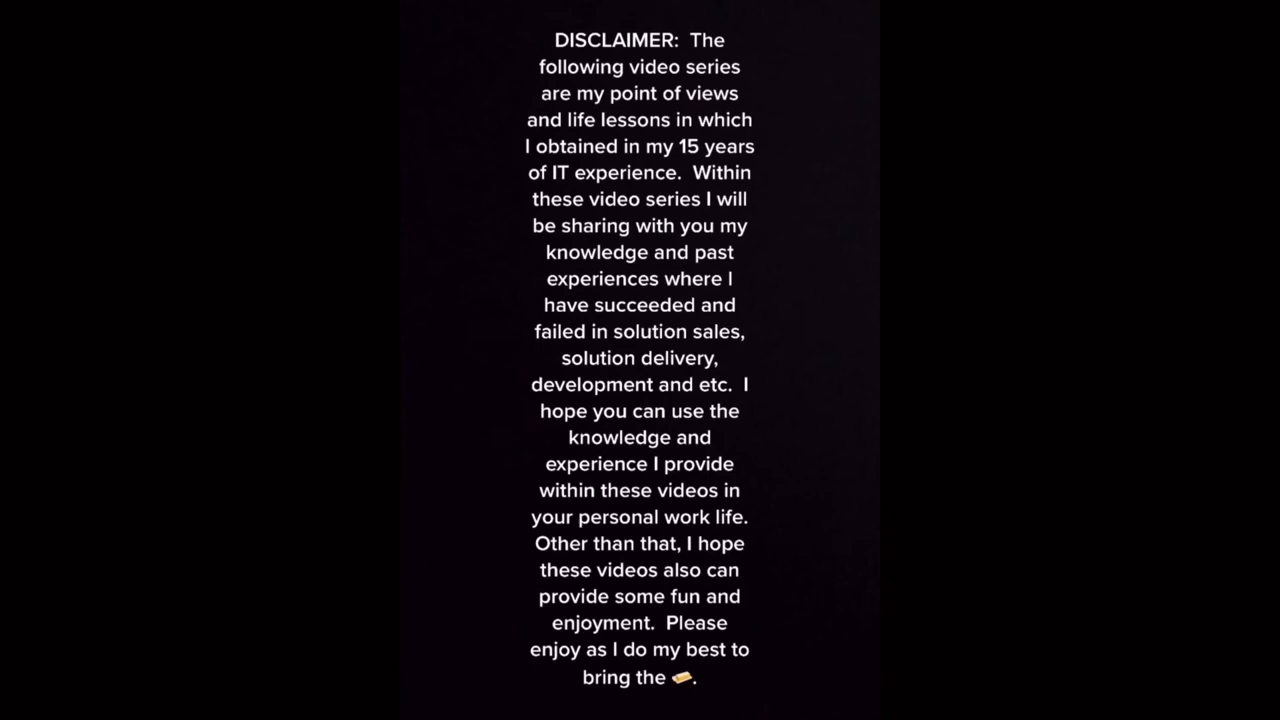 DISCLAIMER:  The
following video series
are my point of views
and life lessons in which
I obtained in my 15 years
of IT experience.  Within
these video series I will
be sharing with you my
knowledge and past
experiences where I
have succeeded and
failed in solution sales,
solution delivery,
development and etc.  I
hope you can use the
knowledge and
experience I provide
within these videos in
your personal work life.
Other than that, I hope
these videos also can
provide some fun and
enjoyment.  Please
enjoy as I do my best to
bring the .